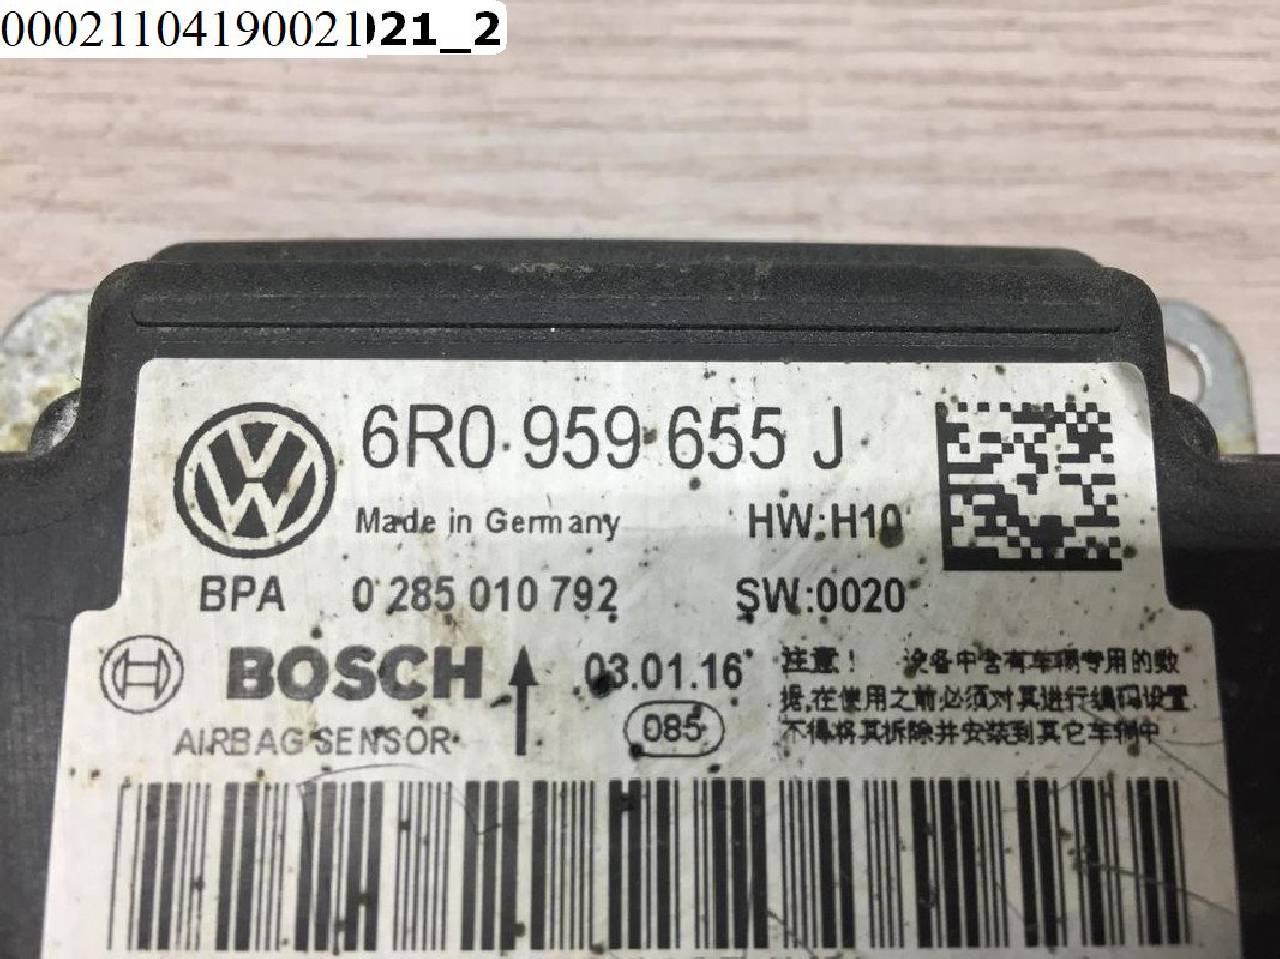 00021104190021021_2
6R0 959 655 J
Made in Germany HW:H10
BPA 0 285 010 792 SW:0020
BOSCH 03.01.16
AIRBAG SENSOR 085
注意! 设备中含有车辆专用的数
据,在使用之前必须对其进行编码设置
不得将其拆除并安装到其它车辆中